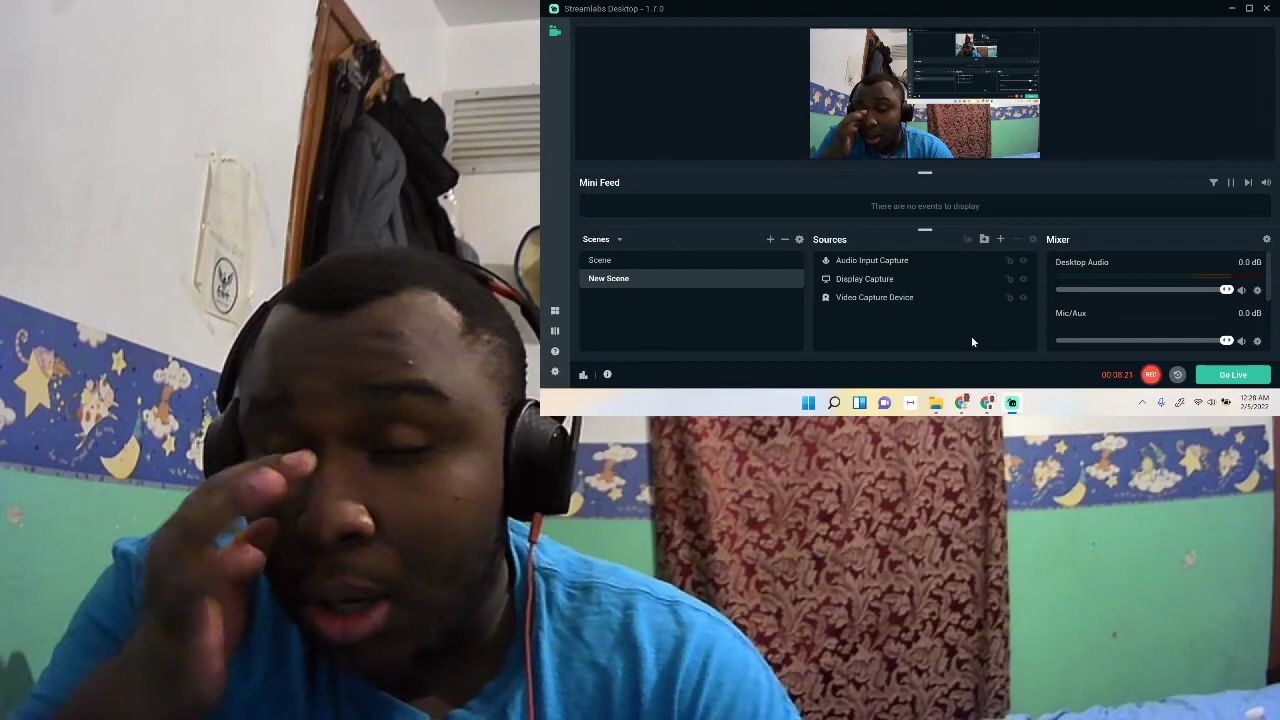 Streamlabs Desktop - 1.7.0
Mini Feed
There are no events to display
Scenes
Sources
Mixer
Scene
New Scene
Audio Input Capture
Display Capture
Video Capture Device
Desktop Audio 0.0 dB
Mic/Aux 0.0 dB
00:08:21
REC
Go Live
12:28 AM
2/5/2022